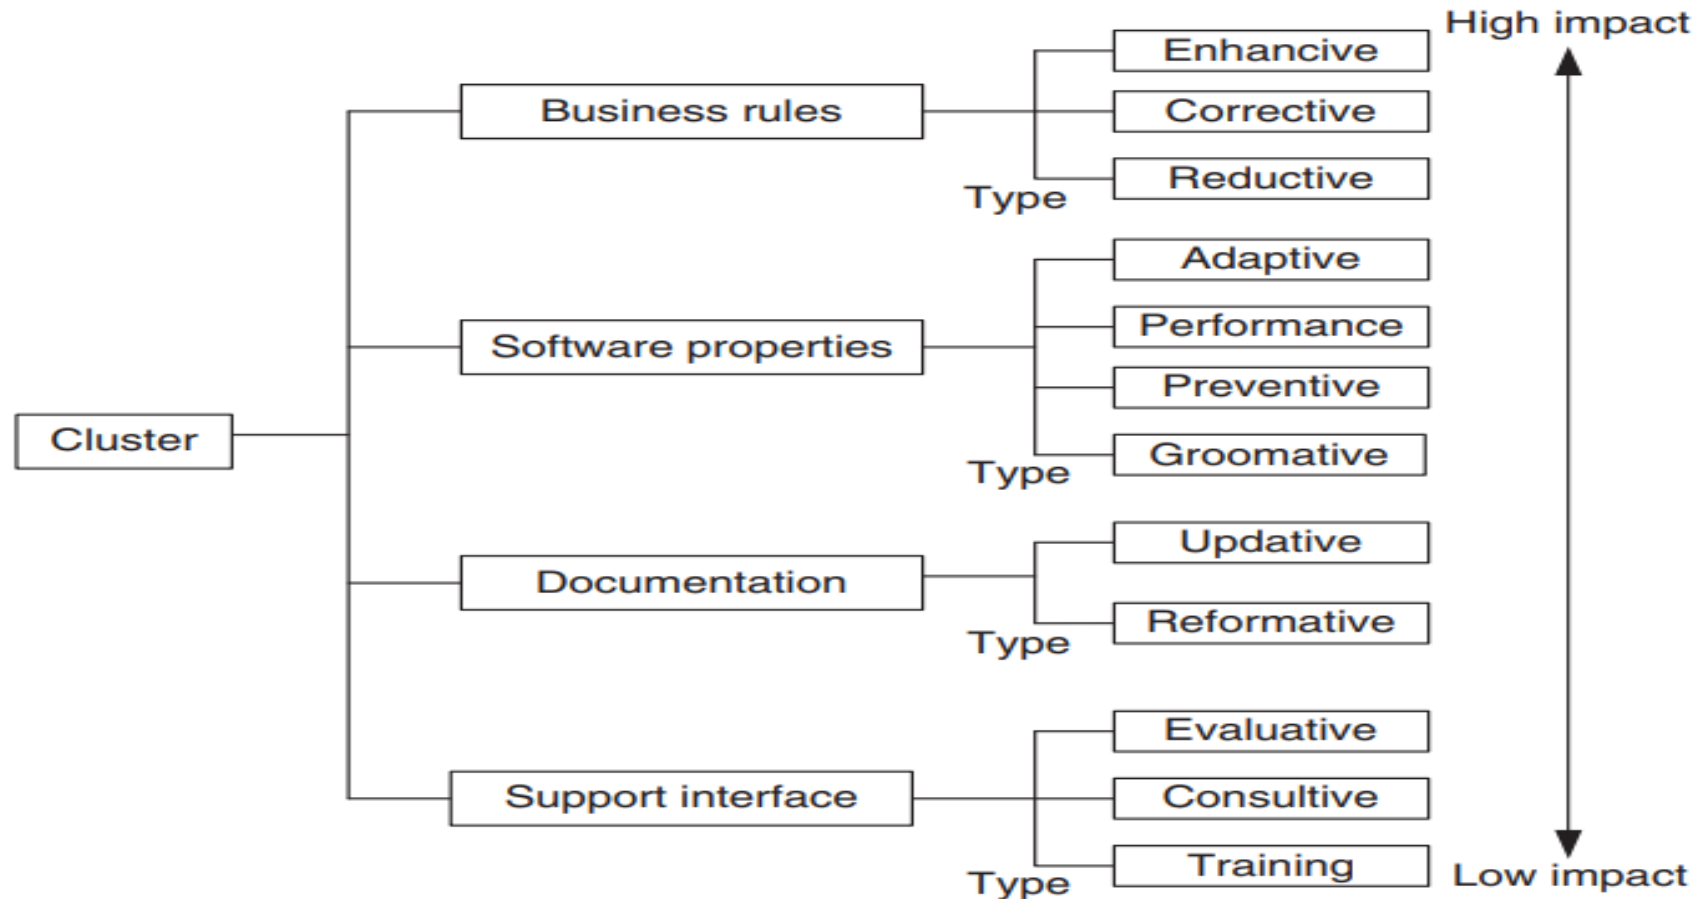 High impact
Enhancive
Business rules
Corrective
Reductive
Type
Adaptive
Performance
Software properties
Preventive
Cluster
Groomative
Type
Updative
Documentation
Reformative
Type
Evaluative
Support interface
Consultive
Training
Type
Low impact